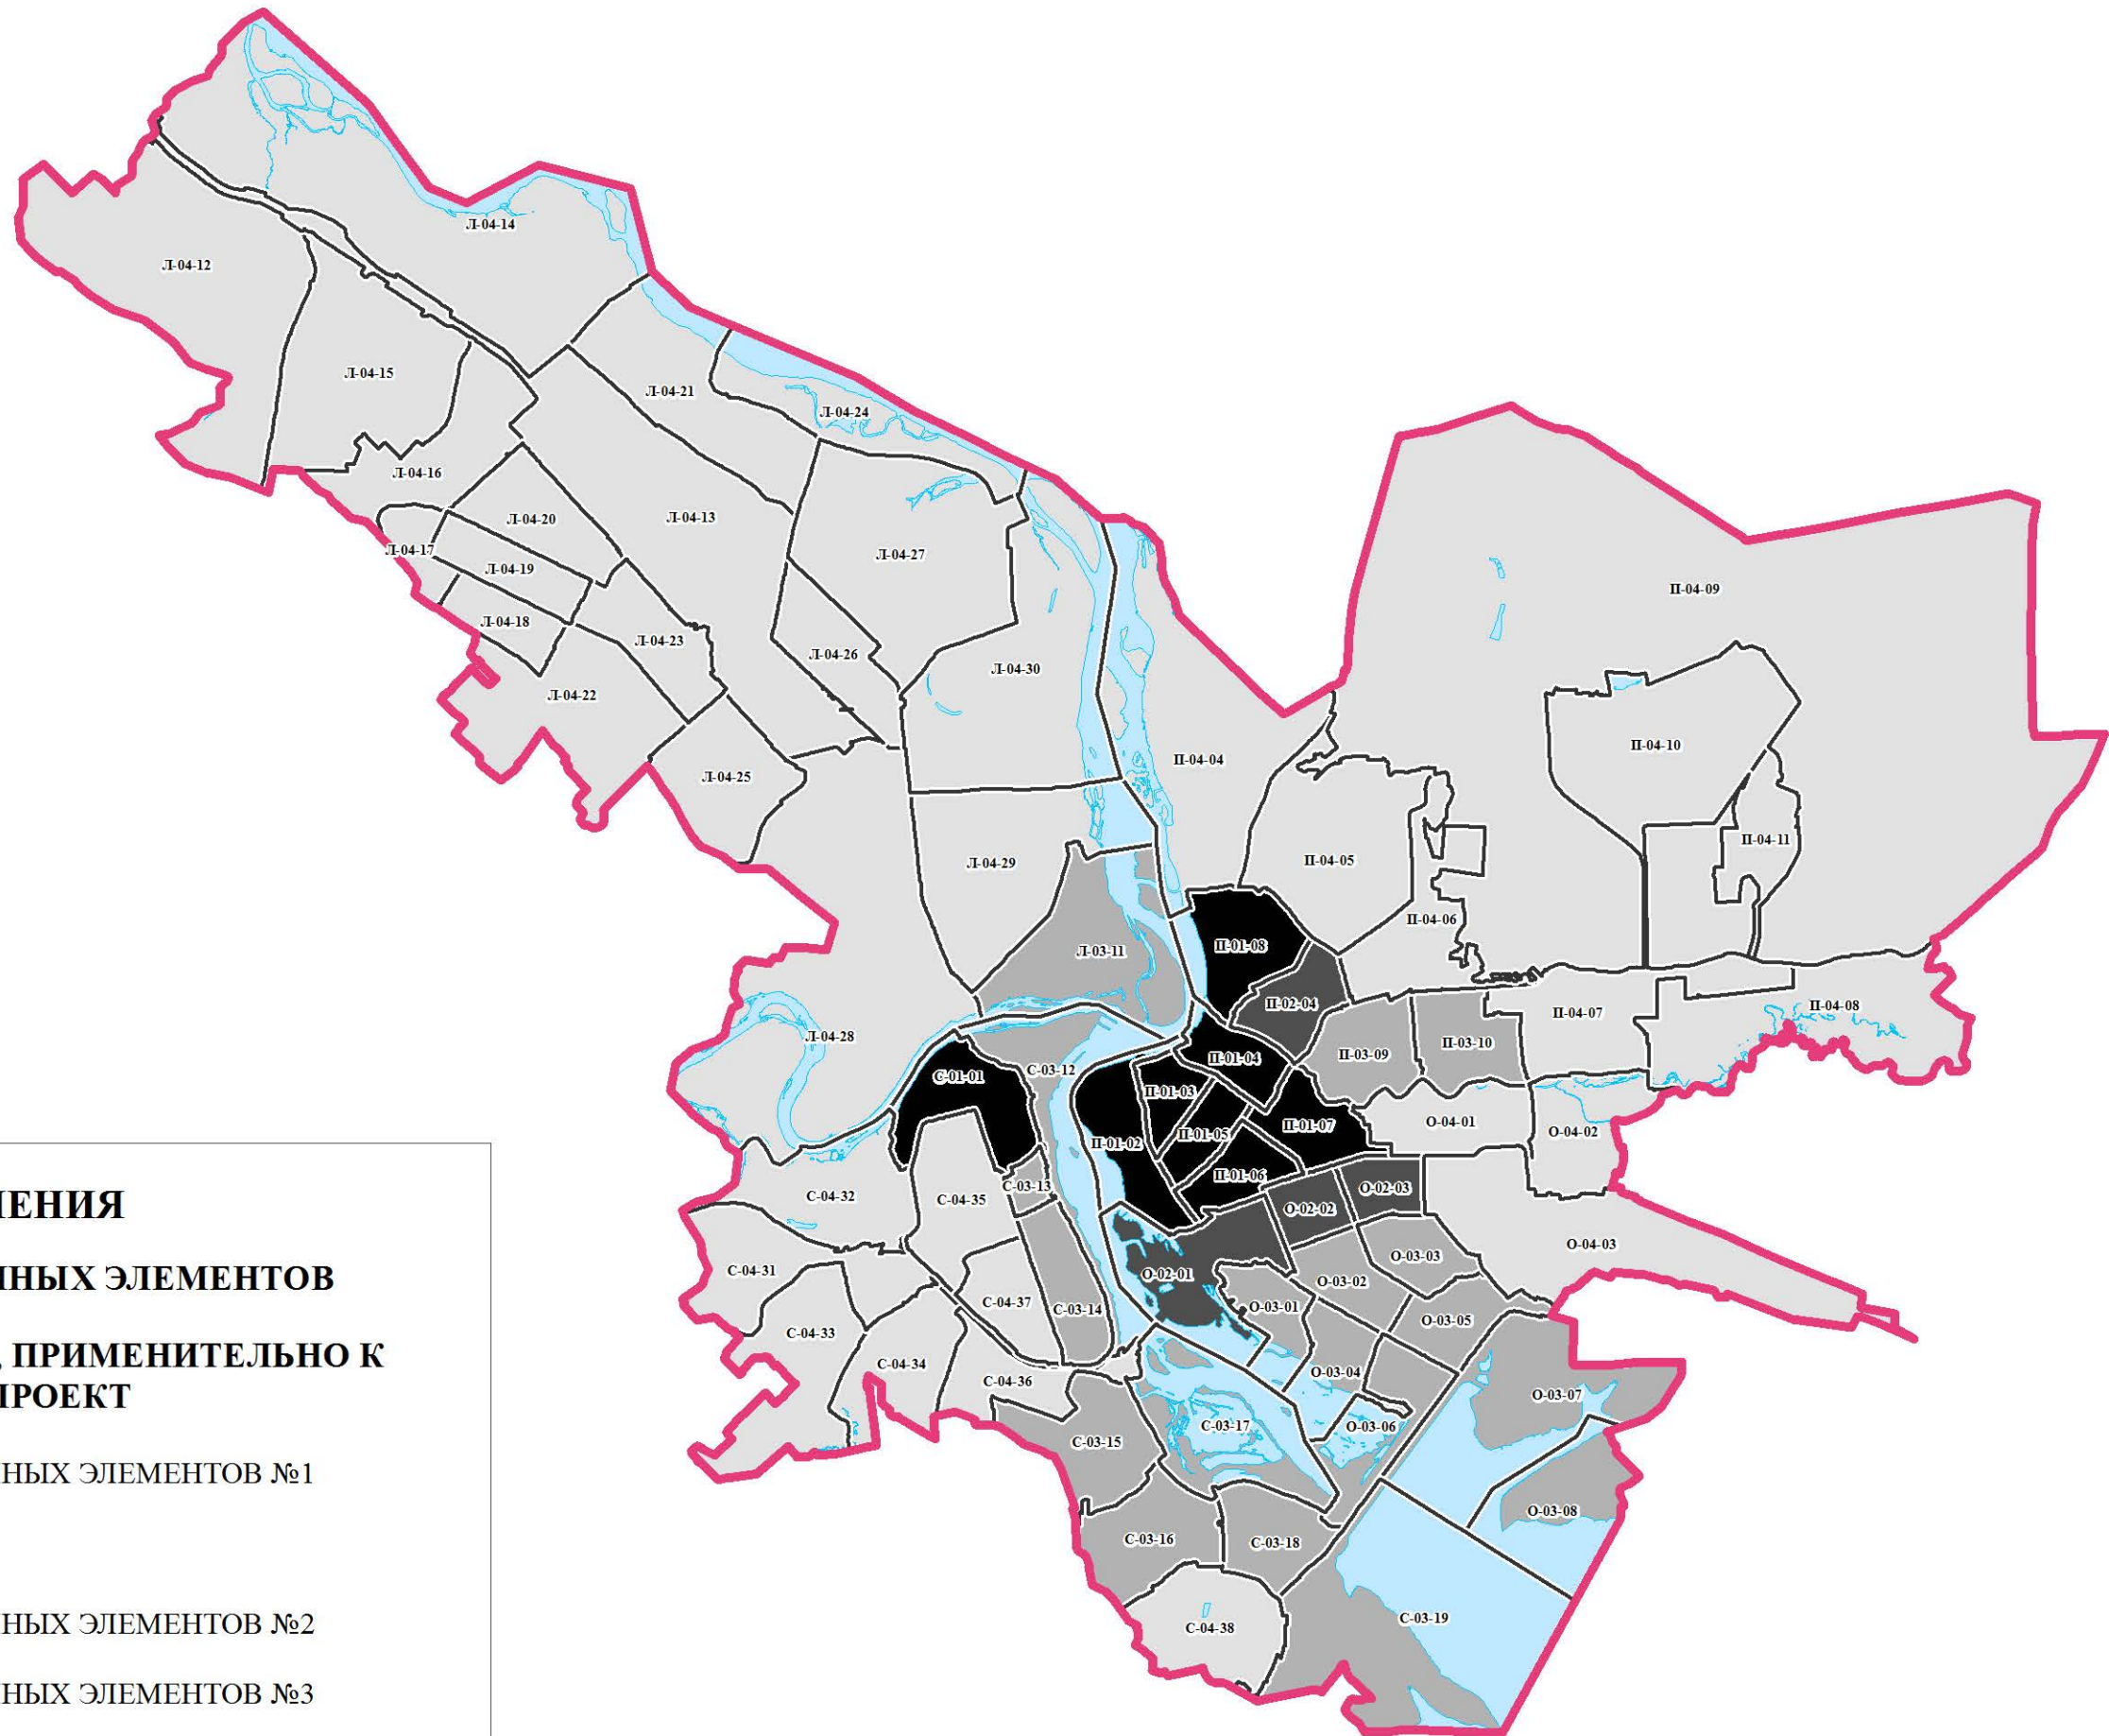 Л-04-14
Л-04-12
Л-04-15
Л-04-21
Л-04-24
Л-04-16
Л-04-20
Л-04-13
Л-04-17
Л-04-27
Л-04-19
П-04-09
Л-04-18
Л-04-23
Л-04-26
Л-04-30
Л-04-22
П-04-10
П-04-04
Л-04-25
П-04-11
Л-04-29
П-04-05
П-04-06
Л-03-11
П-01-08
П-02-04
П-04-08
П-04-07
Л-04-28
П-03-10
П-03-09
П-01-04
С-03-12
С-01-01
П-01-03
О-04-01
П-01-07
О-04-02
П-01-05
П-01-02
П-01-06
С-03-13
О-02-03
С-04-32
С-04-35
О-02-02
О-04-03
О-03-03
С-04-31
О-02-01
О-03-02
С-04-37
О-03-01
С-03-14
О-03-05
С-04-33
С-04-34
О-03-04
С-04-36
О-03-07
С-03-17
О-03-06
С-03-15
О-03-08
С-03-16
С-03-18
С-03-19
С-04-38
ЕНИЯ
НЫХ ЭЛЕМЕНТОВ
, ПРИМЕНИТЕЛЬНО К
РОЕКТ
НЫХ ЭЛЕМЕНТОВ №1
НЫХ ЭЛЕМЕНТОВ №2
НЫХ ЭЛЕМЕНТОВ №3